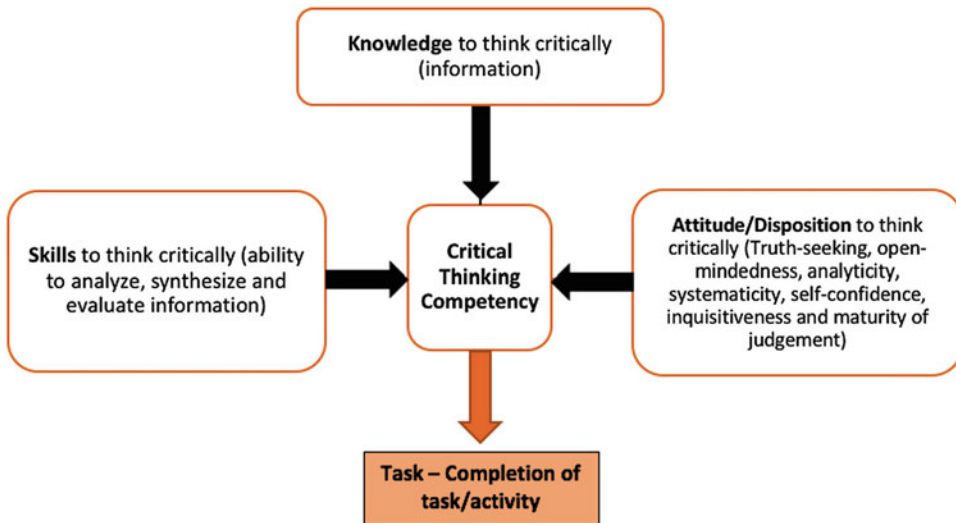 Knowledge to think critically
(information)
Skills to think critically (ability
to analyze, synthesize and
evaluate information)
Critical
Thinking
Competency
Attitude/Disposition to think
critically (Truth-seeking, open-
mindedness, analyticity,
systematicity, self-confidence,
inquisitiveness and maturity of
judgement)
Task – Completion of
task/activity